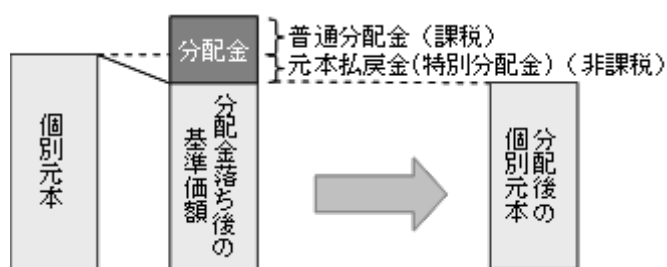 分配金
普通分配金（課税）
元本払戻金(特別分配金)（非課税）
個別元本
分配金落ち後の
基準価額
分配後の
個別元本